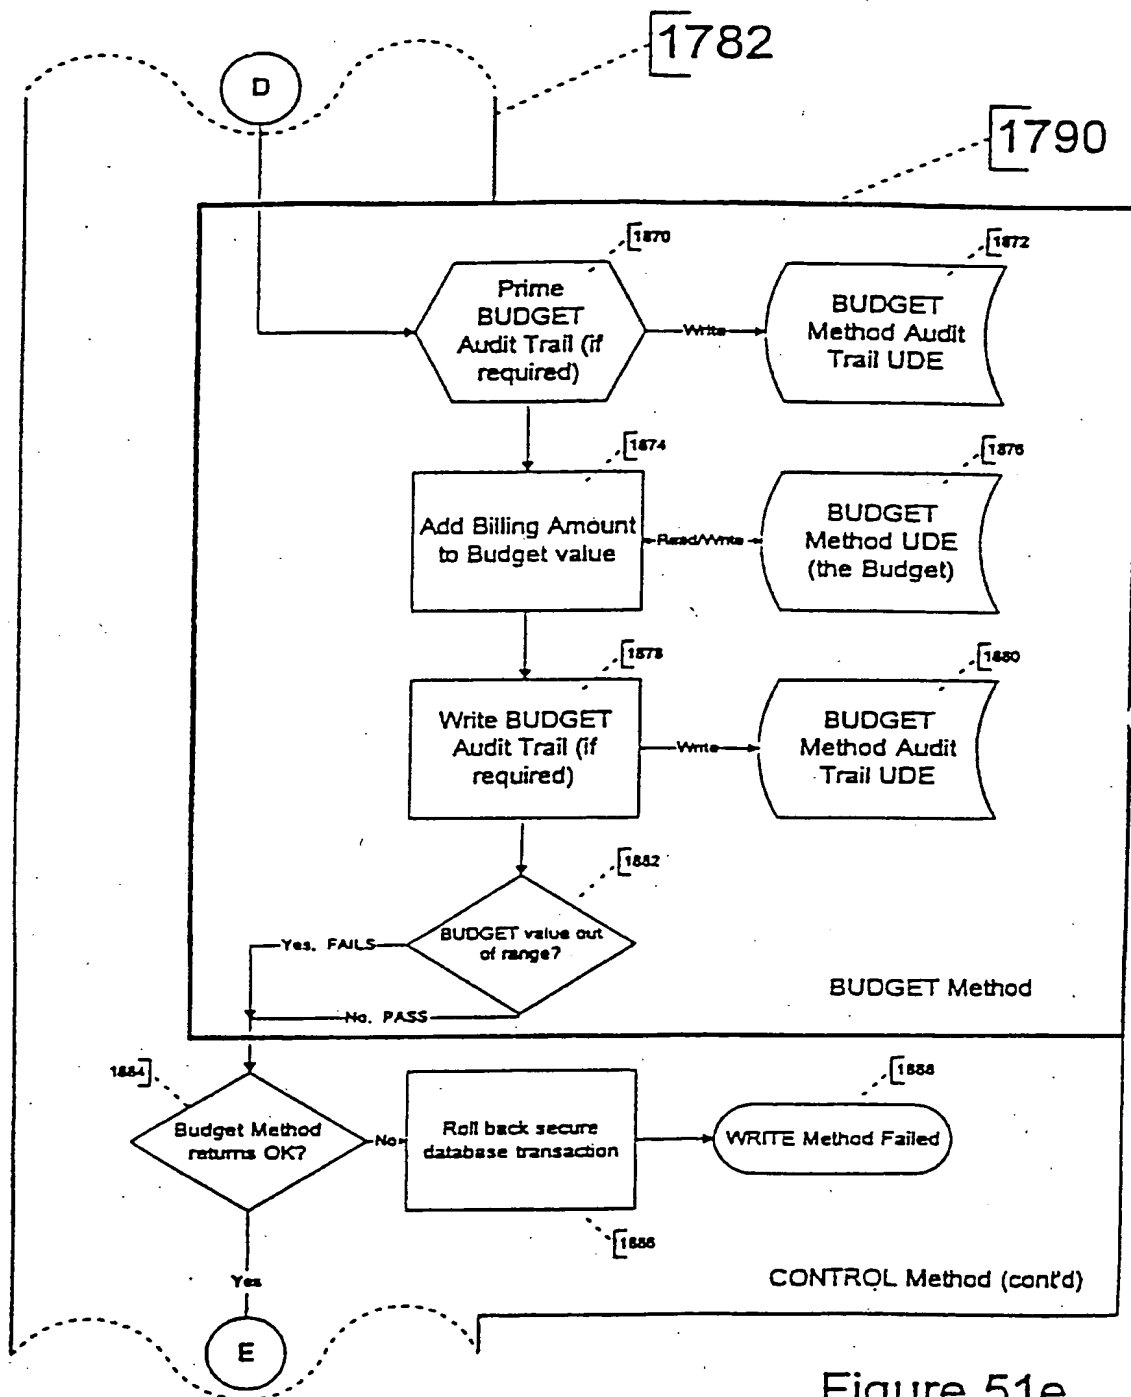 1782
D
1790
1870
Prime
BUDGET
Audit Trail (if
required)
Write
1872
BUDGET
Method Audit
Trail UDE
1874
Add Billing Amount
to Budget value
Read/Write
1876
BUDGET
Method UDE
(the Budget)
1878
Write BUDGET
Audit Trail (if
required)
Write
1880
BUDGET
Method Audit
Trail UDE
1882
BUDGET value out
of range?
Yes, FAILS
No, PASS
BUDGET Method
1884
Budget Method
returns OK?
No
Roll back secure
database transaction
1886
1888
WRITE Method Failed
Yes
CONTROL Method (cont'd)
E
Figure 51e